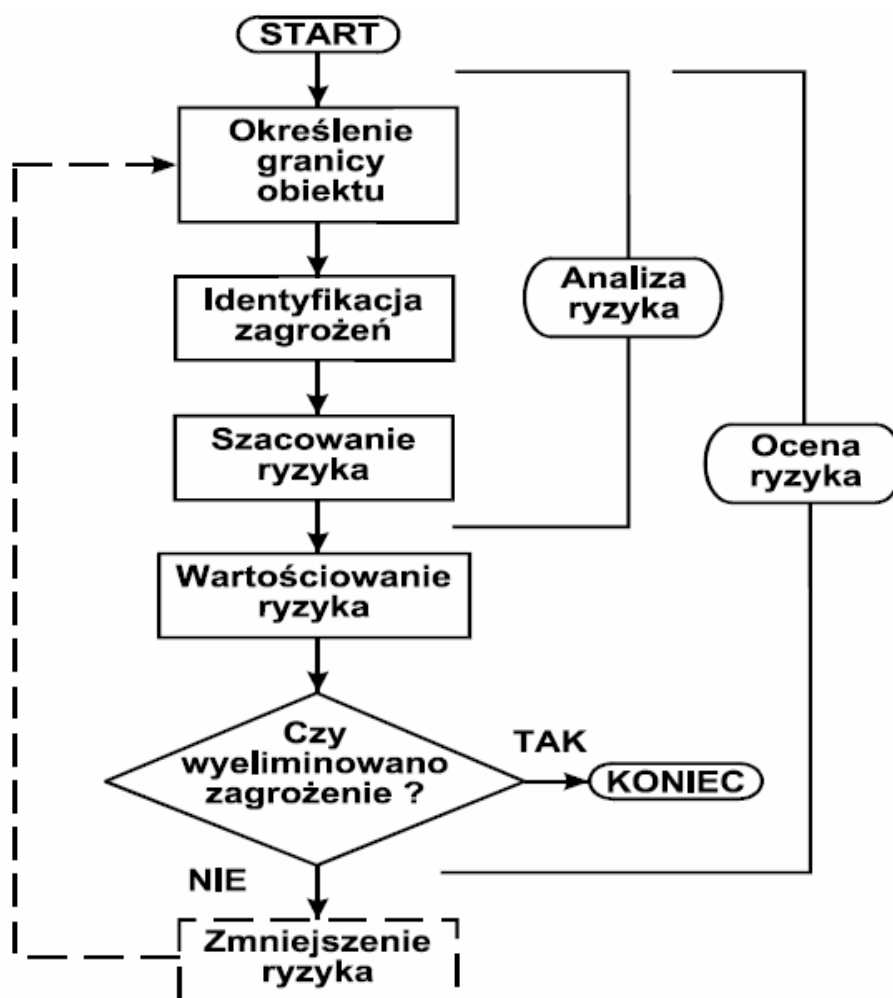 START
Określenie
granicy
obiektu
Identyfikacja
zagrożeń
Analiza
ryzyka
Szacowanie
ryzyka
Ocena
ryzyka
Wartościowanie
ryzyka
Czy
wyeliminowano
zagrożenie ?
TAK
KONIEC
NIE
Zmniejszenie
ryzyka